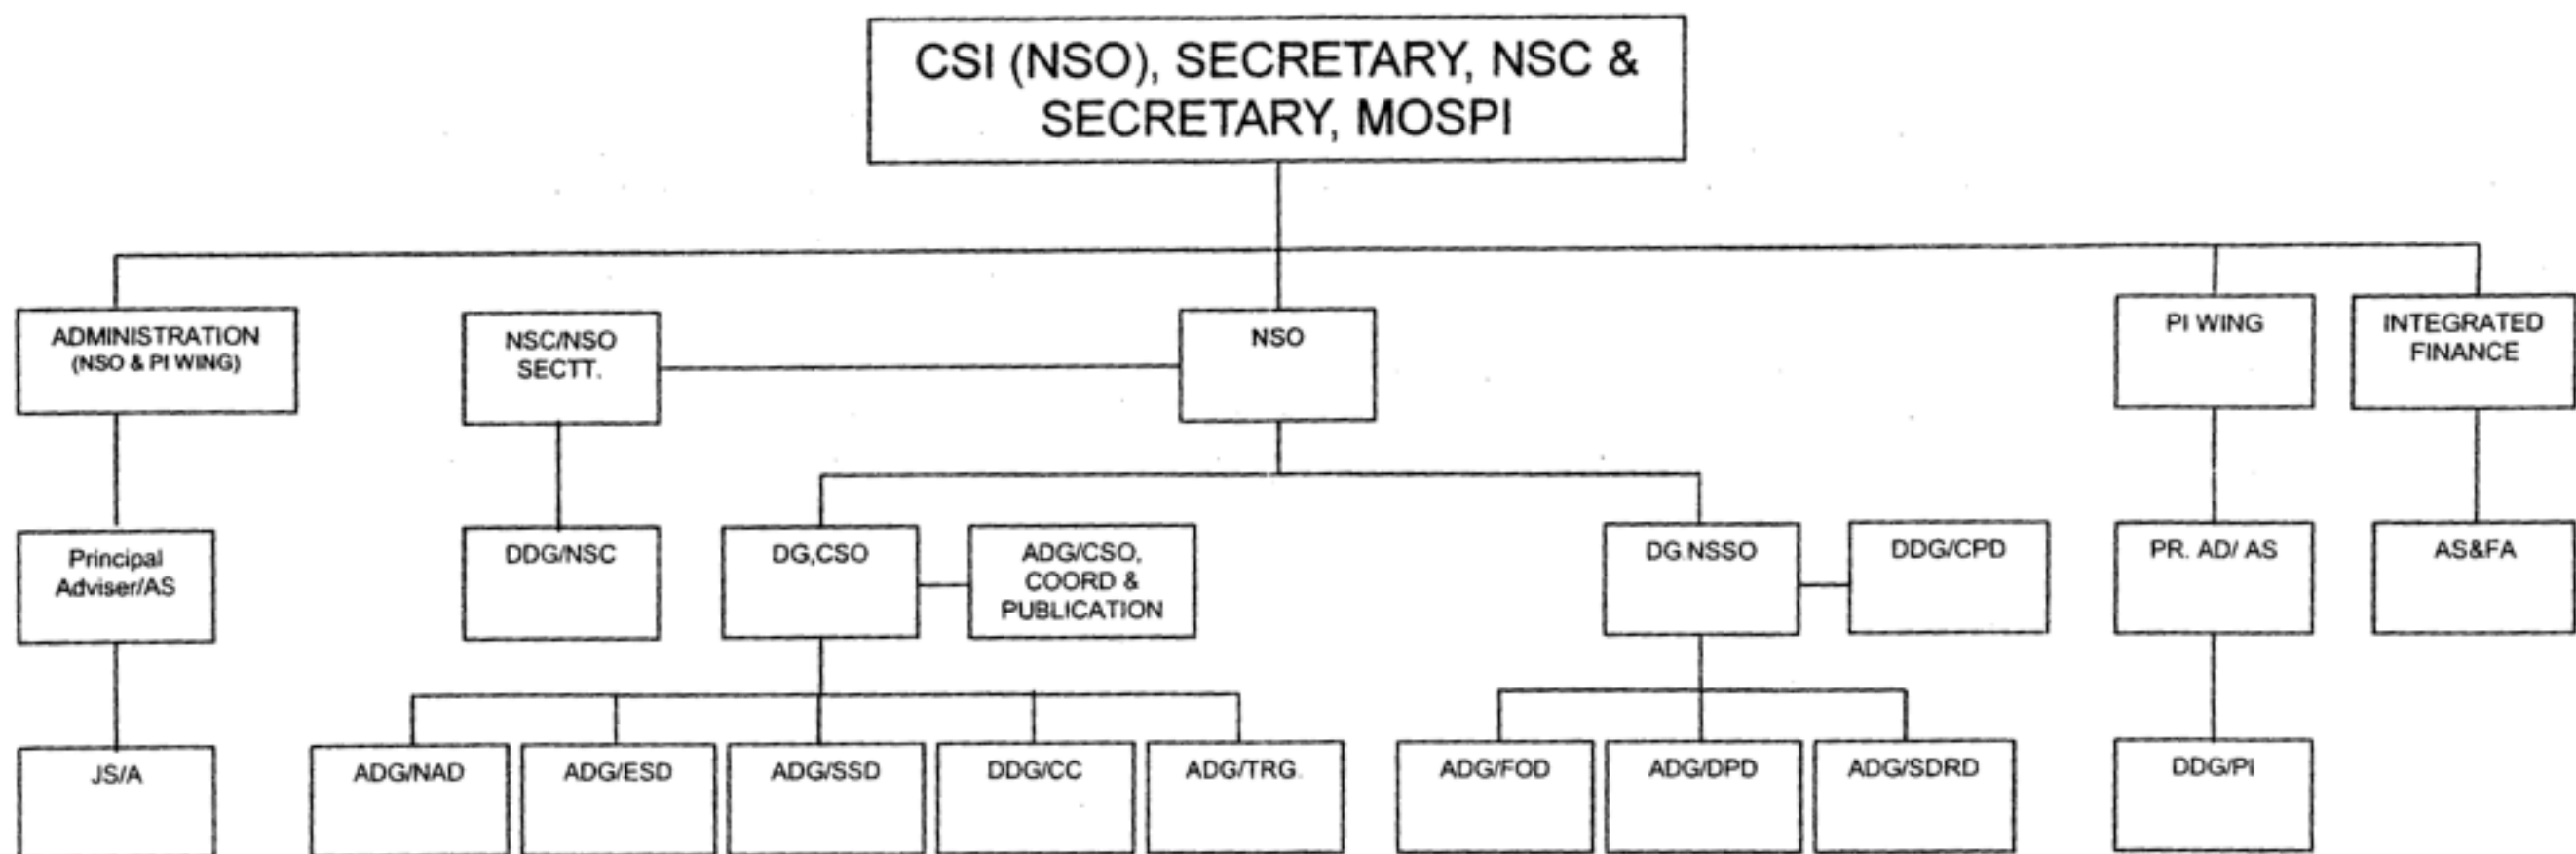 CSI (NSO), SECRETARY, NSC &
SECRETARY, MOSPI
ADMINISTRATION
(NSO & PI WING)
NSC/NSO
SECTT.
NSO
PI WING
INTEGRATED
FINANCE
Principal
Adviser/AS
DDG/NSC
DG,CSO
ADG/CSO,
COORD &
PUBLICATION
DG.NSSO
DDG/CPD
PR. AD/ AS
AS&FA
JS/A
ADG/NAD
ADG/ESD
ADG/SSD
DDG/CC
ADG/TRG.
ADG/FOD
ADG/DPD
ADG/SDRD
DDG/PI